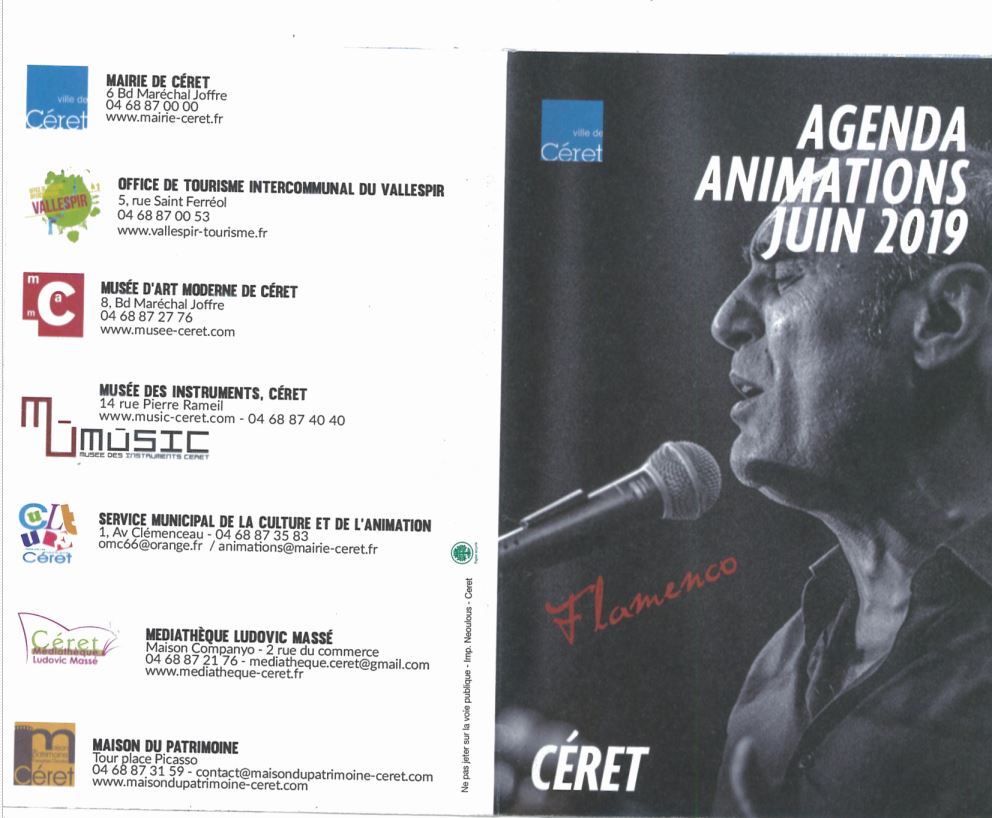 ville de
Céret
MAIRIE DE CÉRET
6 Bd Maréchal Joffre
04 68 87 00 00
www.mairie-ceret.fr
VALLESPIR
OFFICE DE TOURISME INTERCOMMUNAL DU VALLESPIR
5, rue Saint Ferréol
04 68 87 00 53
www.vallespir-tourisme.fr
m
a
C
m
MUSÉE D'ART MODERNE DE CÉRET
8, Bd Maréchal Joffre
04 68 87 27 76
www.musee-ceret.com
MUSÉE DES INSTRUMENTS, CÉRET
14 rue Pierre Rameil
www.music-ceret.com - 04 68 87 40 40
mú
músic
MUSEE DES INSTRUMENTS CERET
CULTURE
Céret
SERVICE MUNICIPAL DE LA CULTURE ET DE L'ANIMATION
1, Av Clémenceau - 04 68 87 35 83
omc66@orange.fr / animations@mairie-ceret.fr
Céret
Médiathèque
Ludovic Massé
MEDIATHÈQUE LUDOVIC MASSÉ
Maison Companyo - 2 rue du commerce
04 68 87 21 76 - mediatheque.ceret@gmail.com
www.mediatheque-ceret.fr
m
Céret
MAISON DU PATRIMOINE
Tour place Picasso
04 68 87 31 59 - contact@maisondupatrimoine-ceret.com
www.maisondupatrimoine-ceret.com
Ne pas jeter sur la voie publique - Imp. Neoulous - Ceret
ville de
Céret
AGENDA
ANIMATIONS
JUIN 2019
Flamenco
CÉRET